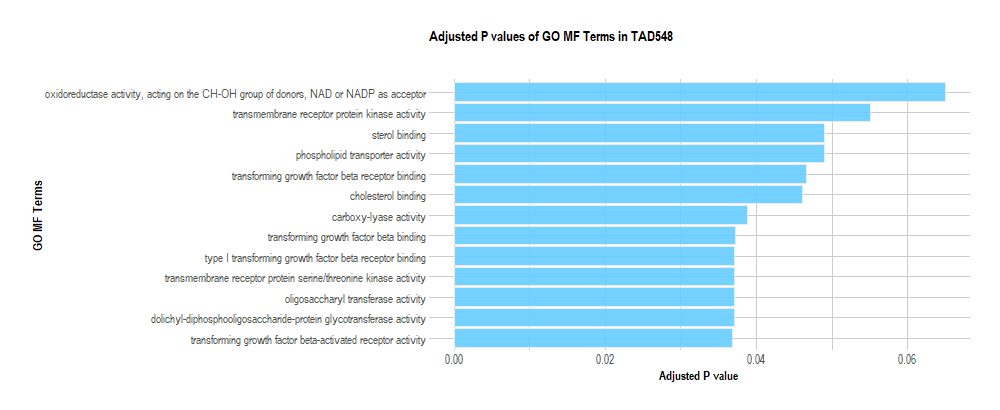 Adjusted P values of GO MF Terms in TAD548
GO MF Terms
oxidoreductase activity, acting on the CH-OH group of donors, NAD or NADP as acceptor
transmembrane receptor protein kinase activity
sterol binding
phospholipid transporter activity
transforming growth factor beta receptor binding
cholesterol binding
carboxy-lyase activity
transforming growth factor beta binding
type I transforming growth factor beta receptor binding
transmembrane receptor protein serine/threonine kinase activity
oligosaccharyl transferase activity
dolichyl-diphosphooligosaccharide-protein glycotransferase activity
transforming growth factor beta-activated receptor activity
0.00 0.02 0.04 0.06
Adjusted P value